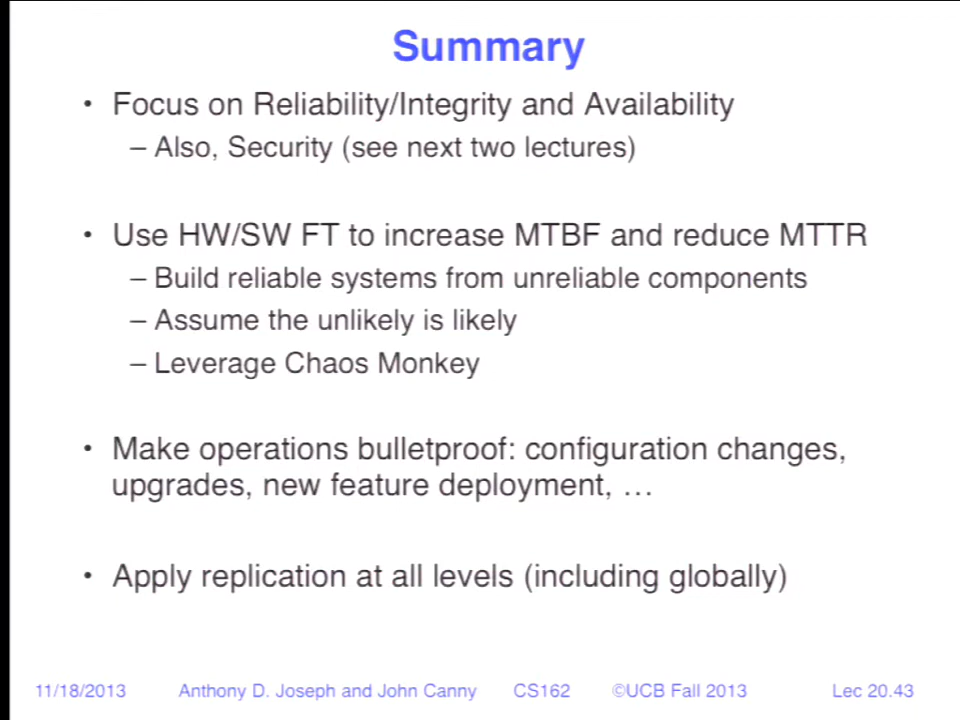 Summary
• Focus on Reliability/Integrity and Availability
– Also, Security (see next two lectures)
• Use HW/SW FT to increase MTBF and reduce MTTR
– Build reliable systems from unreliable components
– Assume the unlikely is likely
– Leverage Chaos Monkey
• Make operations bulletproof: configuration changes,
upgrades, new feature deployment, …
• Apply replication at all levels (including globally)
11/18/2013 Anthony D. Joseph and John Canny CS162 ©UCB Fall 2013 Lec 20.43